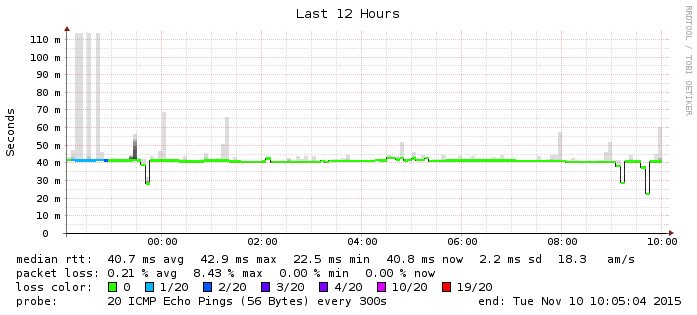 Last 12 Hours
RRDTOOL / TOBI OETIKER
Seconds
110 m
100 m
90 m
80 m
70 m
60 m
50 m
40 m
30 m
20 m
10 m
0
00:00 02:00 04:00 06:00 08:00 10:00
median rtt: 40.7 ms avg 42.9 ms max 22.5 ms min 40.8 ms now 2.2 ms sd 18.3 am/s
packet loss: 0.21 % avg 8.43 % max 0.00 % min 0.00 % now
loss color: 0 1/20 2/20 3/20 4/20 10/20 19/20
probe: 20 ICMP Echo Pings (56 Bytes) every 300s end: Tue Nov 10 10:05:04 2015